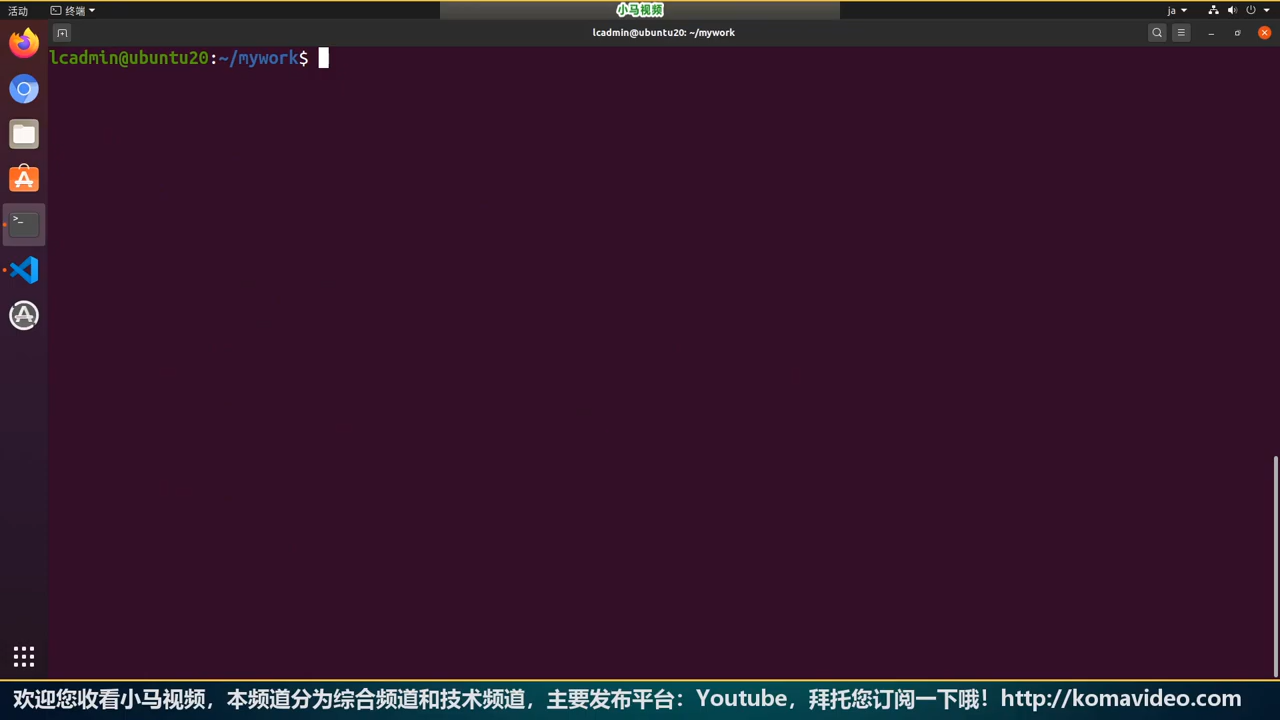 活动 终端 小马视频 ja
lcadmin@ubuntu20: ~/mywork
lcadmin@ubuntu20:~/mywork$
欢迎您收看小马视频，本频道分为综合频道和技术频道，主要发布平台：Youtube，拜托您订阅一下哦！http://komavideo.com